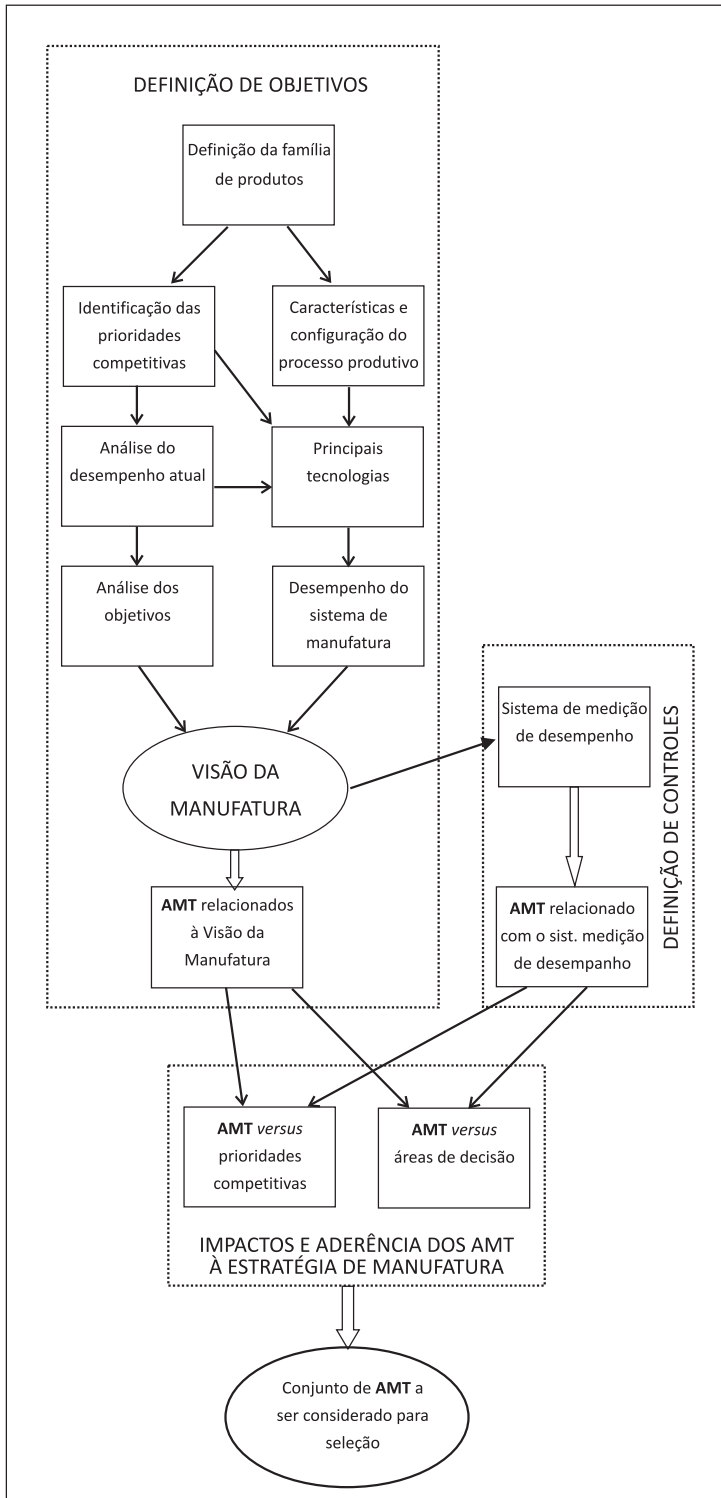 DEFINIÇÃO DE OBJETIVOS
Definição da família
de produtos
Identificação das
prioridades
competitivas
Características e
configuração do
processo produtivo
Análise do
desempenho atual
Principais
tecnologias
Análise dos
objetivos
Desempenho do
sistema de
manufatura
VISÃO DA
MANUFATURA
Sistema de medição
de desempenho
DEFINIÇÃO DE CONTROLES
AMT relacionados
à Visão da
Manufatura
AMT relacionado
com o sist. medição
de desempanho
AMT versus
prioridades
competitivas
AMT versus
áreas de decisão
IMPACTOS E ADERÊNCIA DOS AMT
À ESTRATÉGIA DE MANUFATURA
Conjunto de AMT a
ser considerado para
seleção